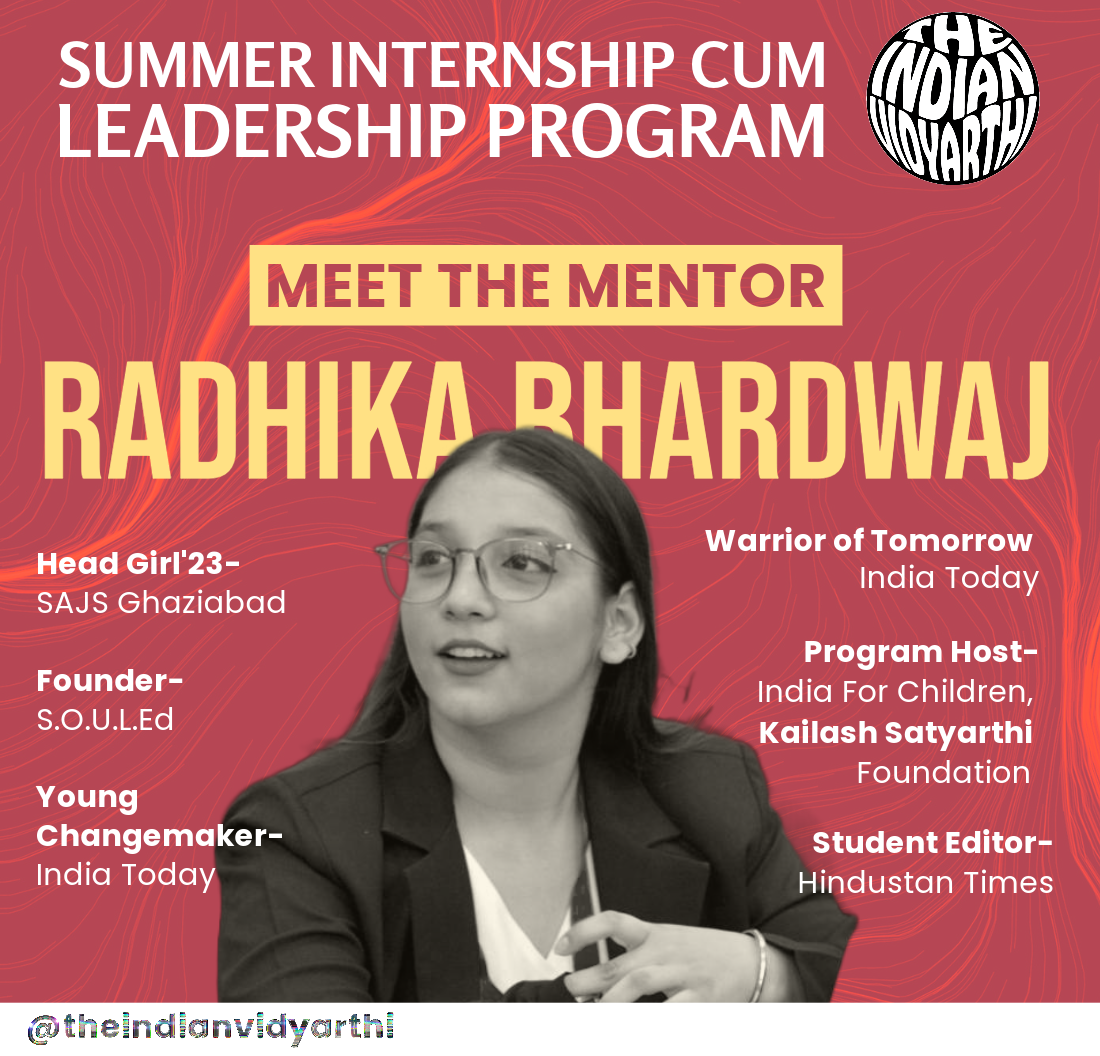 SUMMER INTERNSHIP CUM
LEADERSHIP PROGRAM
THE
INDIAN
VIDYARTHI
MEET THE MENTOR
RADHIKA BHARDWAJ
Head Girl'23-
SAJS Ghaziabad
Founder-
S.O.U.L.Ed
Young
Changemaker-
India Today
Warrior of Tomorrow
India Today
Program Host-
India For Children,
Kailash Satyarthi
Foundation
Student Editor-
Hindustan Times
@theindianvidyarthi